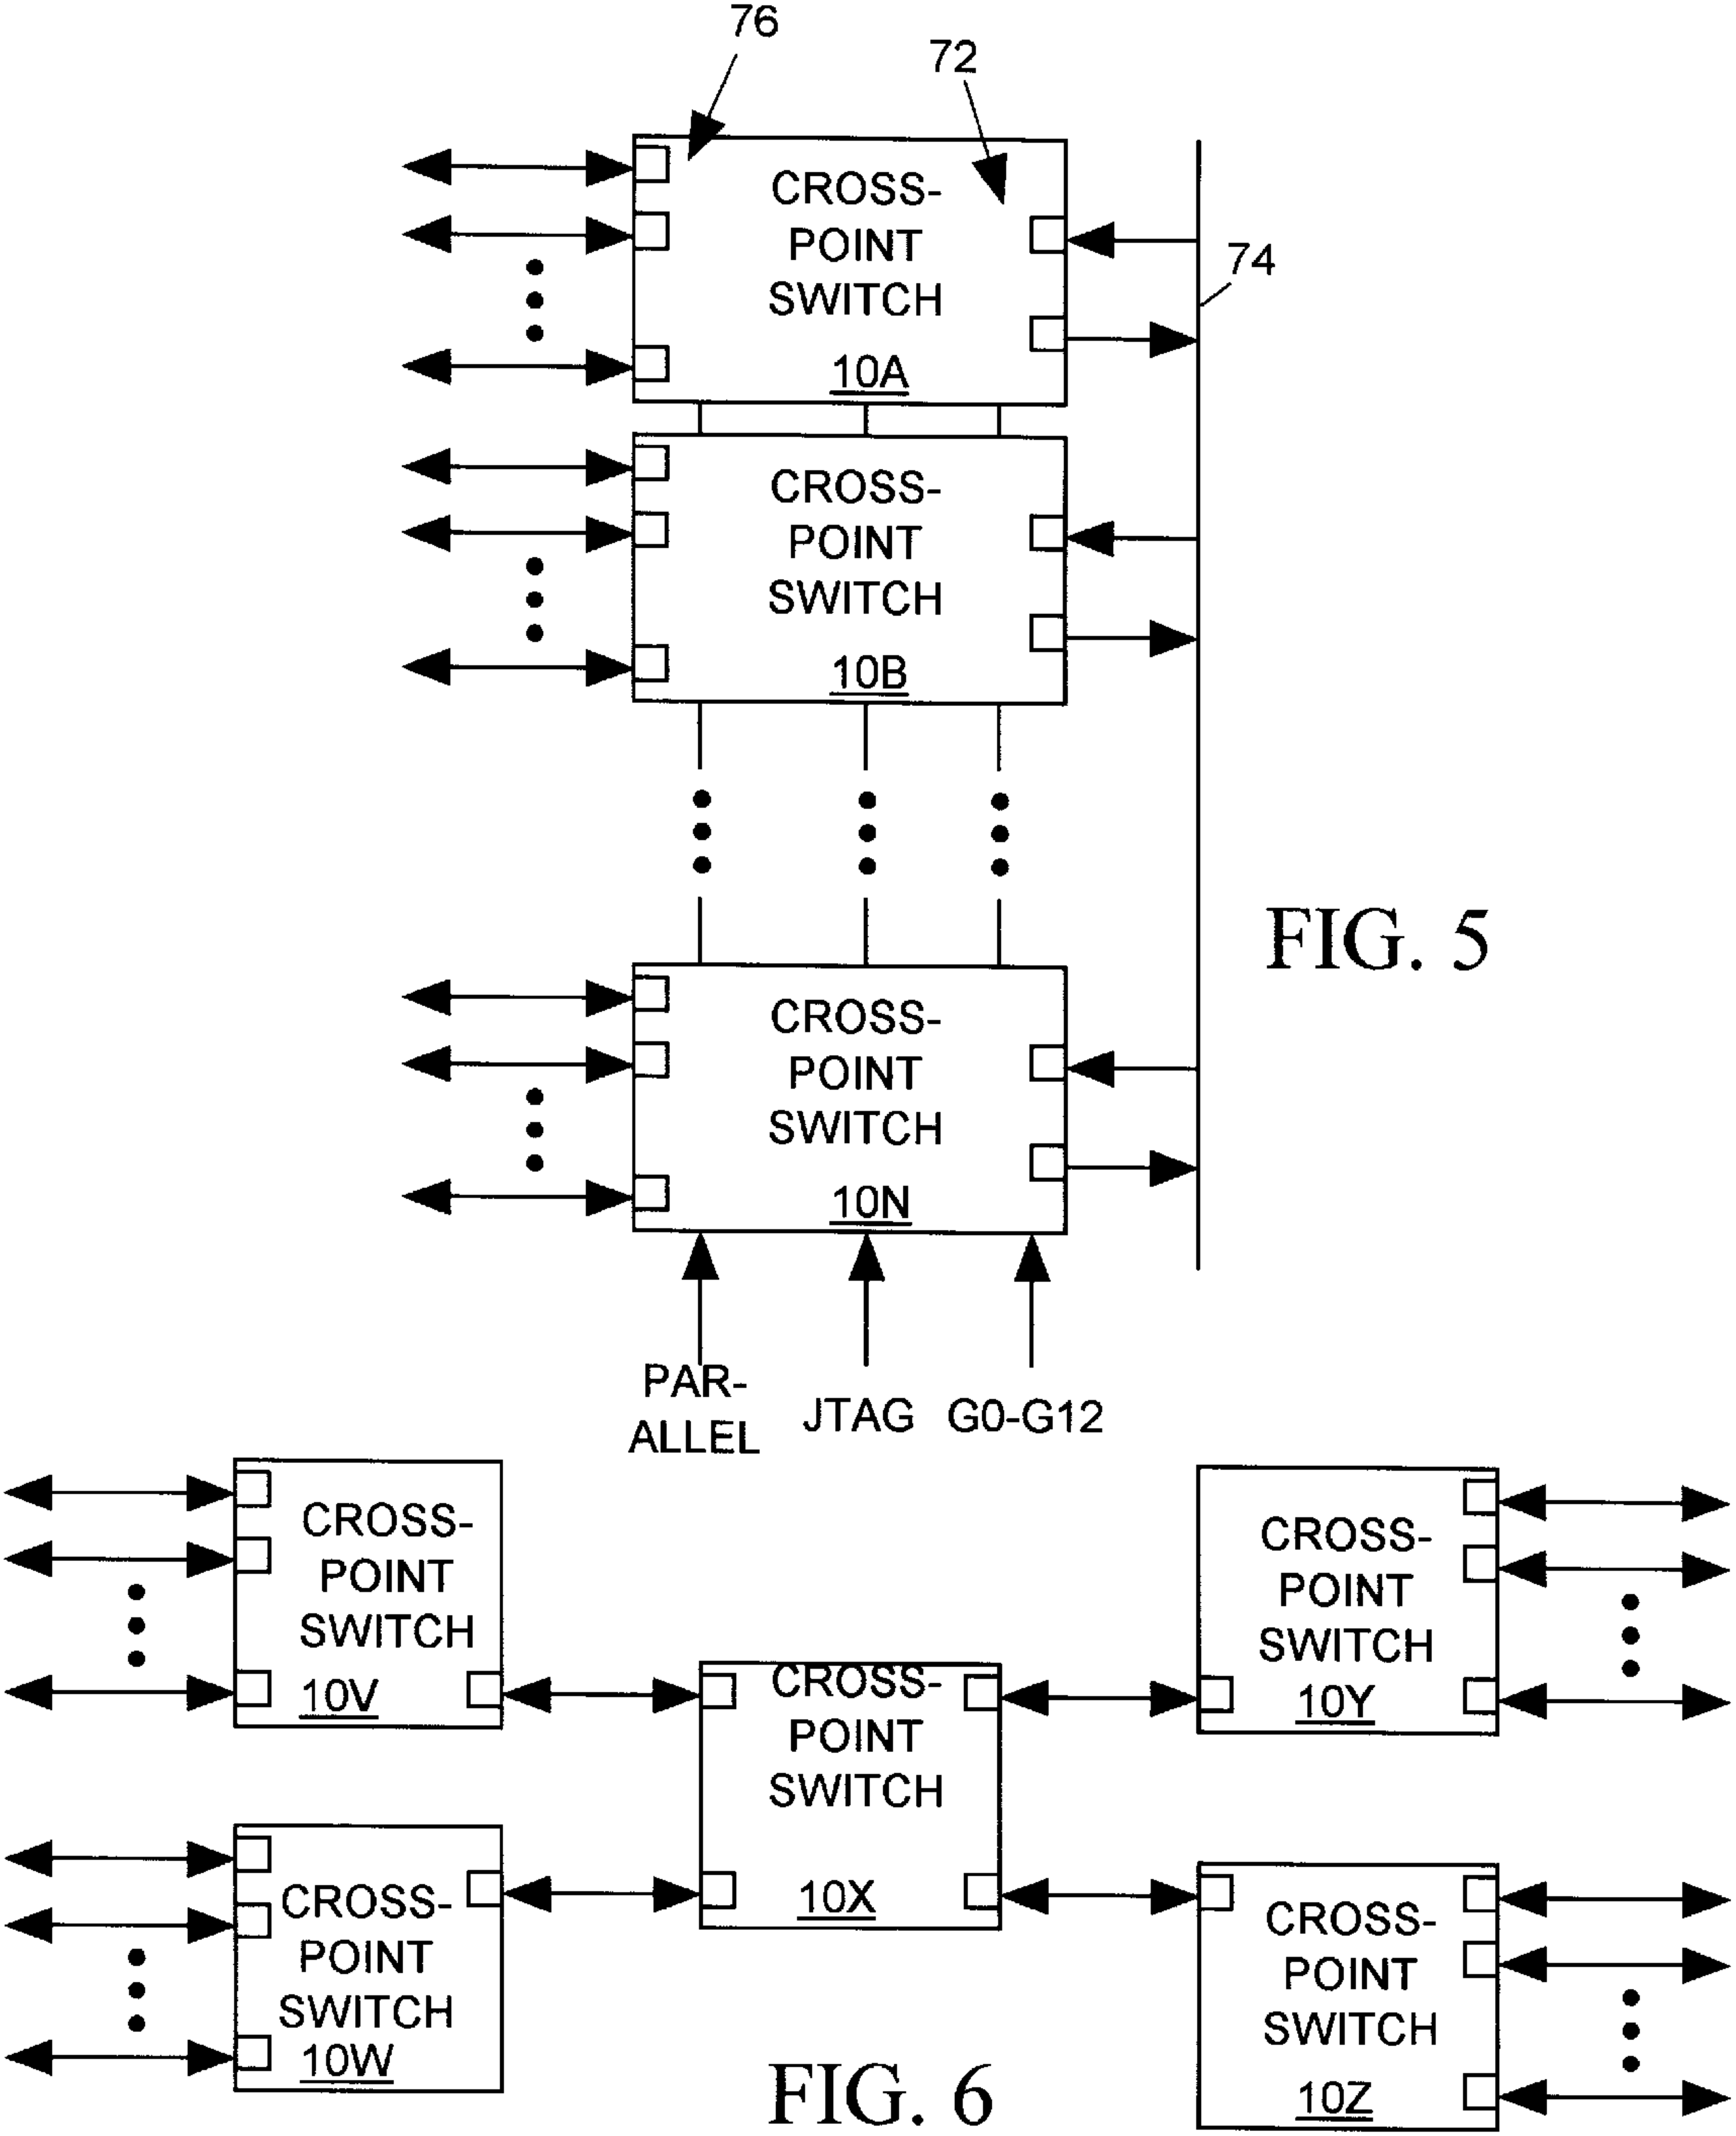 76
72
CROSS-
POINT
SWITCH
10A
74
CROSS-
POINT
SWITCH
10B
FIG. 5
CROSS-
POINT
SWITCH
10N
PAR-
ALLEL
JTAG
G0-G12
CROSS-
POINT
SWITCH
10V
CROSS-
POINT
SWITCH
10Y
CROSS-
POINT
SWITCH
10X
CROSS-
POINT
SWITCH
10W
CROSS-
POINT
SWITCH
10Z
FIG. 6